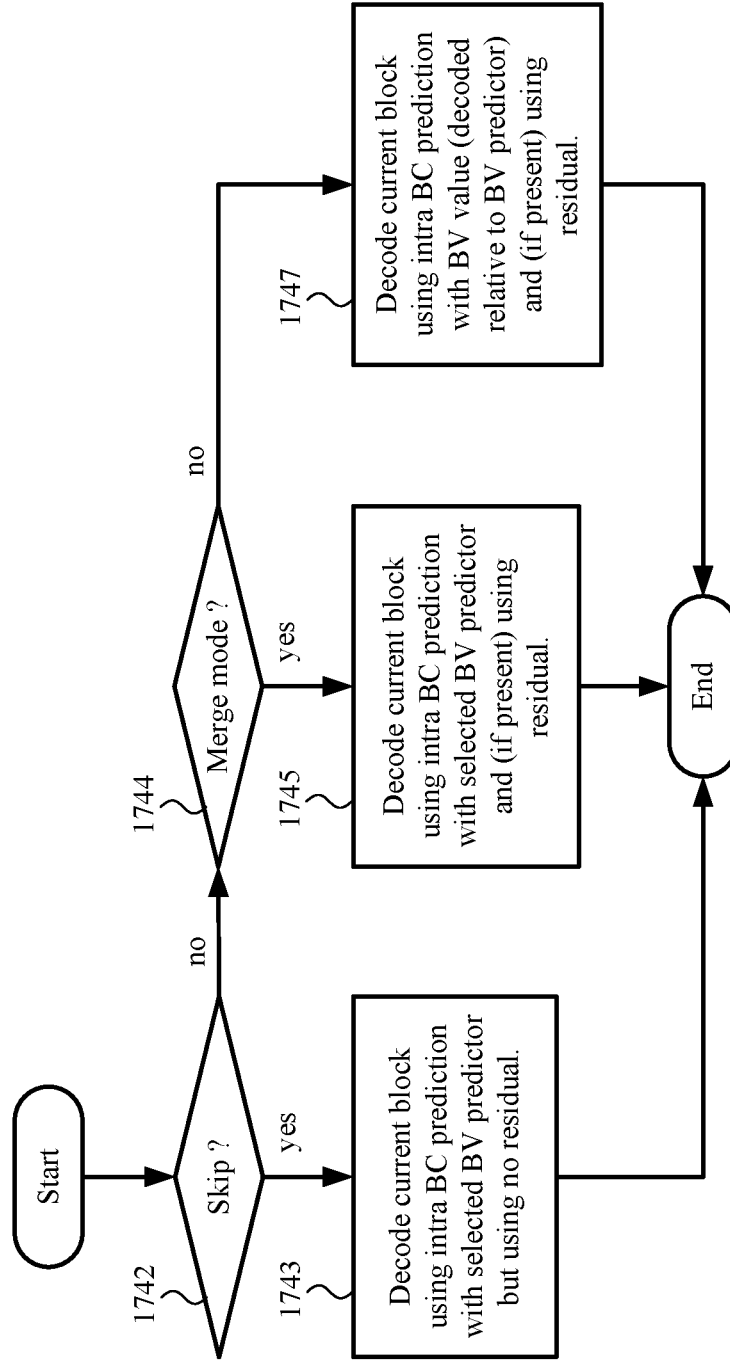 Start
1742
Skip ?
no
yes
1743
Decode current block
using intra BC prediction
with selected BV predictor
but using no residual.
1744
Merge mode ?
no
yes
1745
Decode current block
using intra BC prediction
with selected BV predictor
and (if present) using
residual.
1747
Decode current block
using intra BC prediction
with BV value (decoded
relative to BV predictor)
and (if present) using
residual.
End